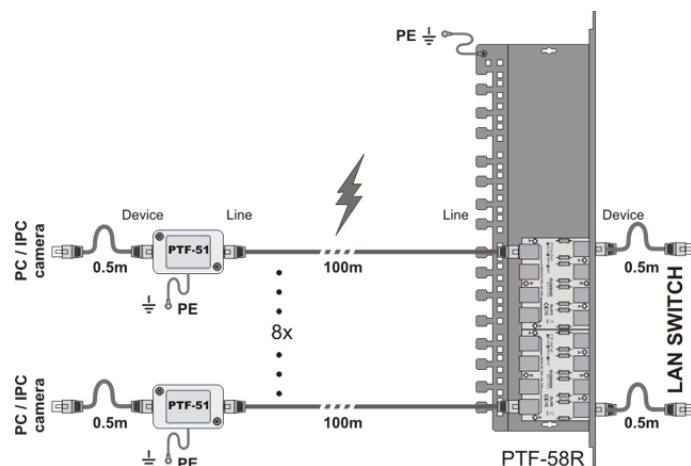 PE
Device
Line
Line
Device
PC / IPC
camera
PTF-51
0.5m
100m
0.5m
PE
8x
LAN SWITCH
PC / IPC
camera
PTF-51
0.5m
100m
0.5m
PE
PTF-58R